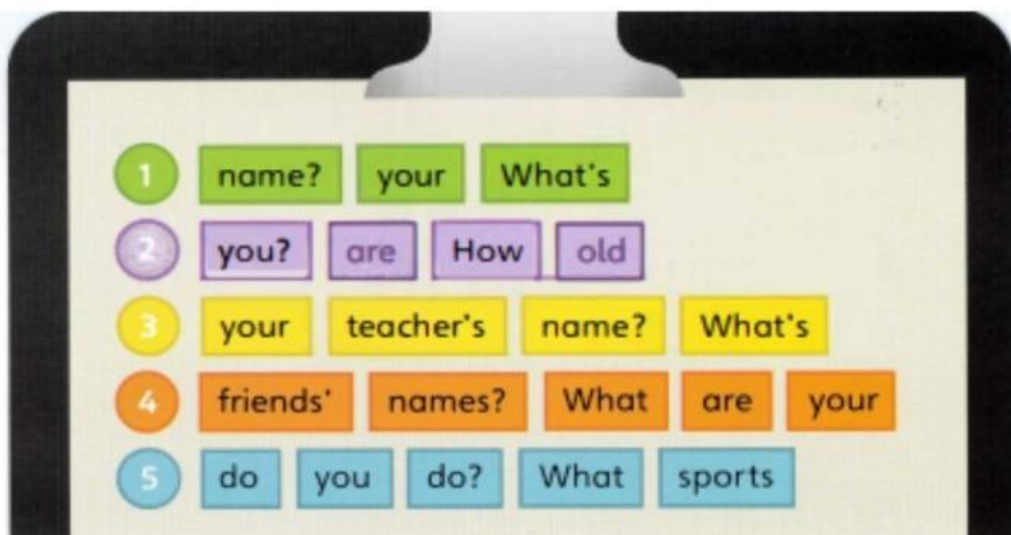 1 name? your What's
2 you? are How old
3 your teacher's name? What's
4 friends' names? What are your
5 do you do? What sports